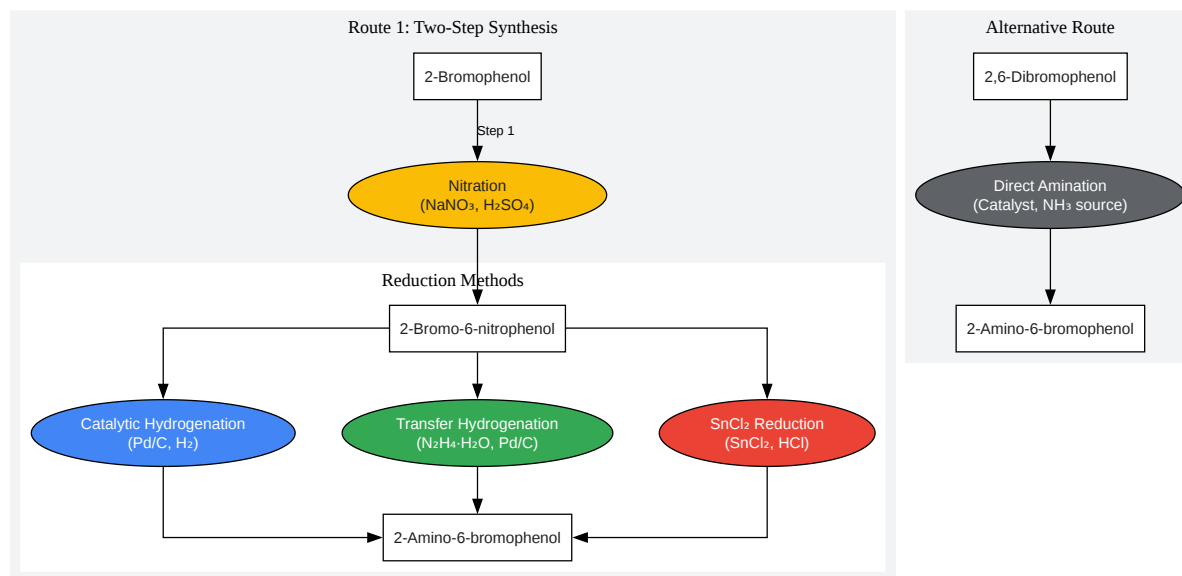 Route 1: Two-Step Synthesis
2-Bromophenol
Step 1
Nitration
(NaNO₃, H₂SO₄)
Reduction Methods
2-Bromo-6-nitrophenol
Catalytic Hydrogenation
(Pd/C, H₂)
Transfer Hydrogenation
(N₂H₄·H₂O, Pd/C)
SnCl₂ Reduction
(SnCl₂, HCl)
2-Amino-6-bromophenol
Alternative Route
2,6-Dibromophenol
Direct Amination
(Catalyst, NH₃ source)
2-Amino-6-bromophenol